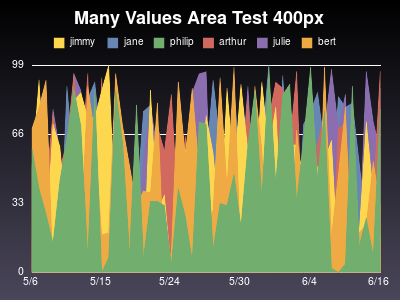 Many Values Area Test 400px
jimmy jane philip arthur julie bert
99
66
33
0
5/6 5/15 5/24 5/30 6/4 6/16